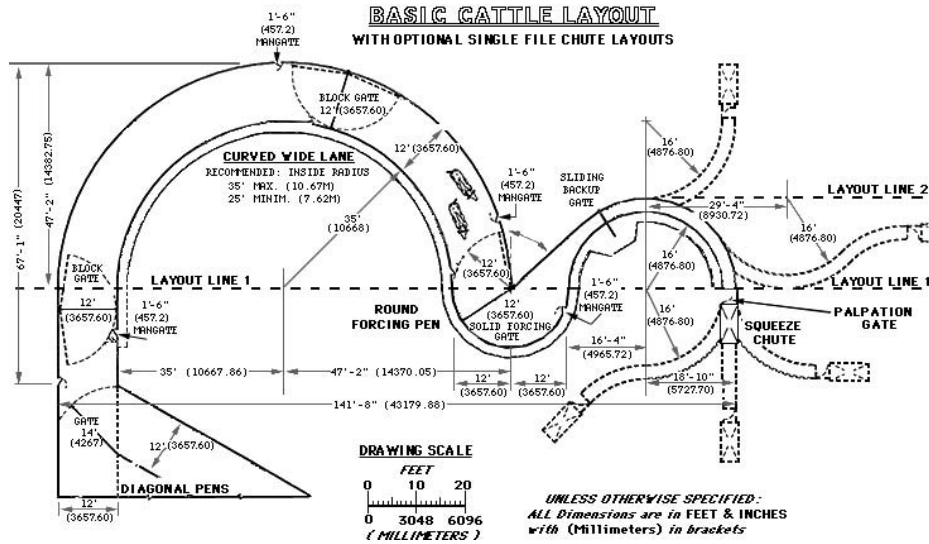 BASIC CATTLE LAYOUT
WITH OPTIONAL SINGLE FILE CHUTE LAYOUTS
1'-6"
(457.2)
MANGATE
BLOCK GATE
12'(3657.60)
CURVED WIDE LANE
RECOMMENDED: INSIDE RADIUS
35' MAX. (10.67M)
25' MINIM. (7.62M)
12'(3657.60)
35'
(10668)
67'-1" (20447)
47'-2" (14382.75)
1'-6"
(457.2)
MANGATE
SLIDING
BACKUP
GATE
16'
(4876.80)
LAYOUT LINE 2
29'-4"
(8930.72)
16'
(4876.80)
16'
(4876.80)
BLOCK
GATE
LAYOUT LINE 1
12'
(3657.60)
LAYOUT LINE 1
12'
(3657.60)
1'-6"
(457.2)
MANGATE
ROUND
FORCING PEN
12'
(3657.60)
SOLID FORCING
GATE
1'-6"
(457.2)
MANGATE
16'
(4876.80)
PALPATION
GATE
SQUEEZE
CHUTE
16'-4"
(4965.72)
35' (10667.86)
47'-2" (14370.05)
12'
(3657.60)
12'
(3657.60)
18'-10"
(5727.70)
141'-8" (43179.88)
GATE
14'
(4267)
12'(3657.60)
DIAGONAL PENS
12'
(3657.60)
DRAWING SCALE
FEET
0 10 20
0 3048 6096
(MILLIMETERS)
UNLESS OTHERWISE SPECIFIED:
ALL Dimensions are in FEET & INCHES
with (Millimeters) in brackets